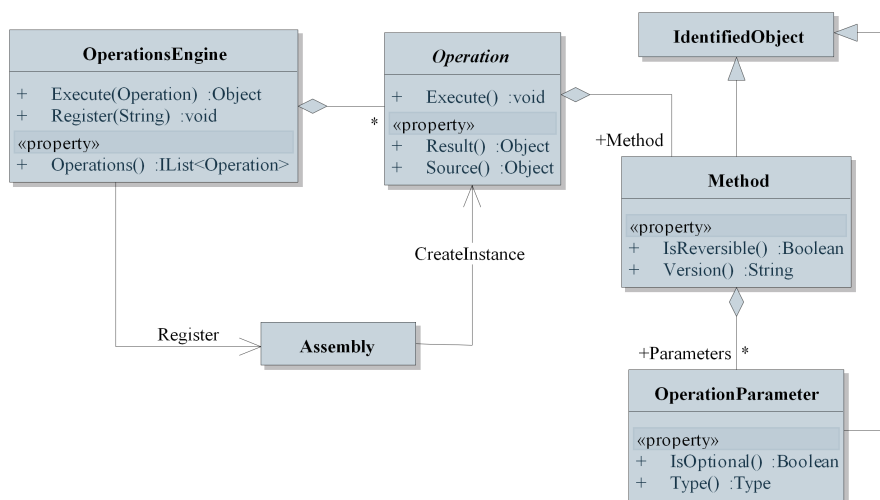 OperationsEngine
+ Execute(Operation) :Object
+ Register(String) :void
«property»
+ Operations() :IList<Operation>
*
Operation
+ Execute() :void
«property»
+ Result() :Object
+ Source() :Object
IdentifiedObject
+Method
Method
«property»
+ IsReversible() :Boolean
+ Version() :String
CreateInstance
Register
Assembly
+Parameters *
OperationParameter
«property»
+ IsOptional() :Boolean
+ Type() :Type